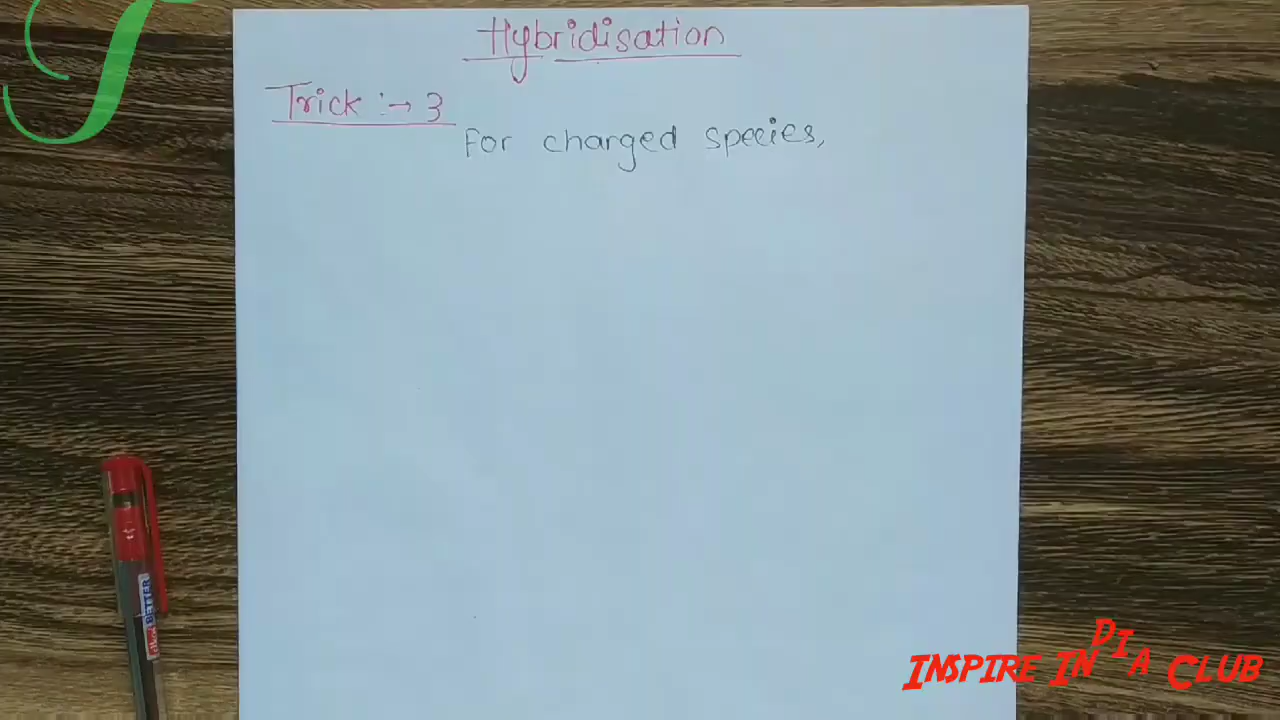 Hybridisation
Trick :→ 3
For charged species,
INSPIRE INDIA CLUB